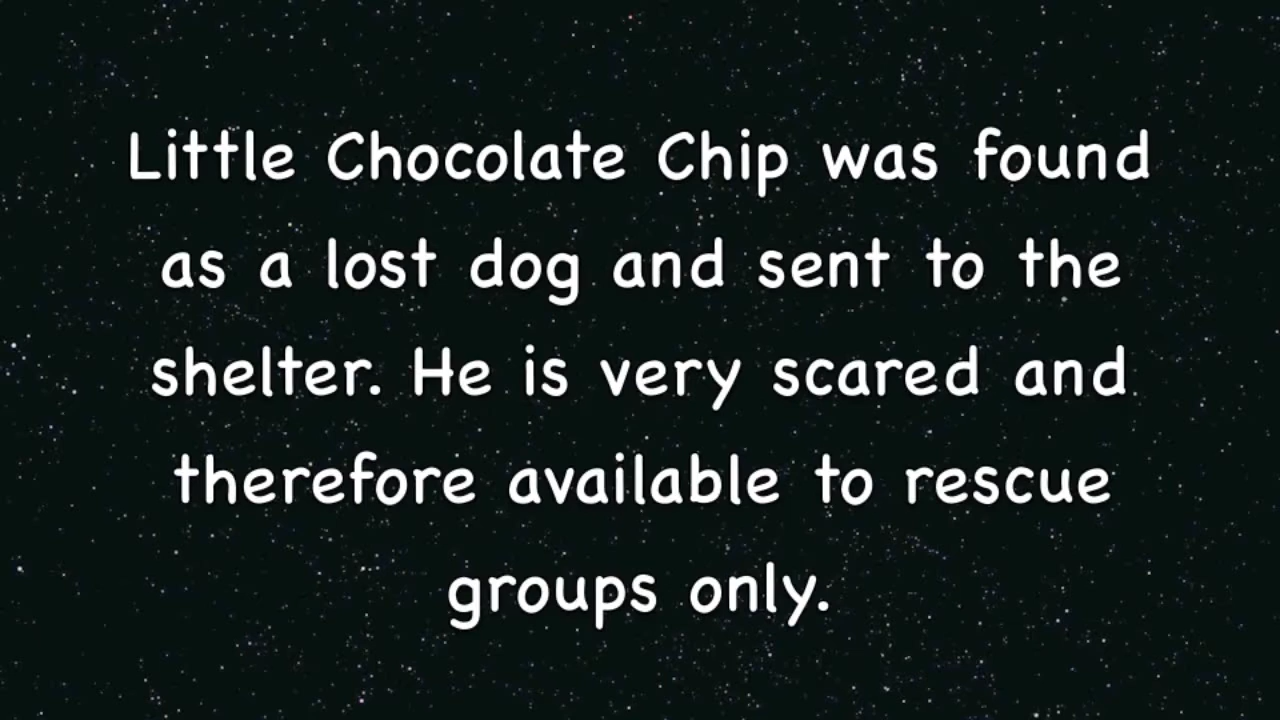 Little Chocolate Chip was found
as a lost dog and sent to the
shelter. He is very scared and
therefore available to rescue
groups only.